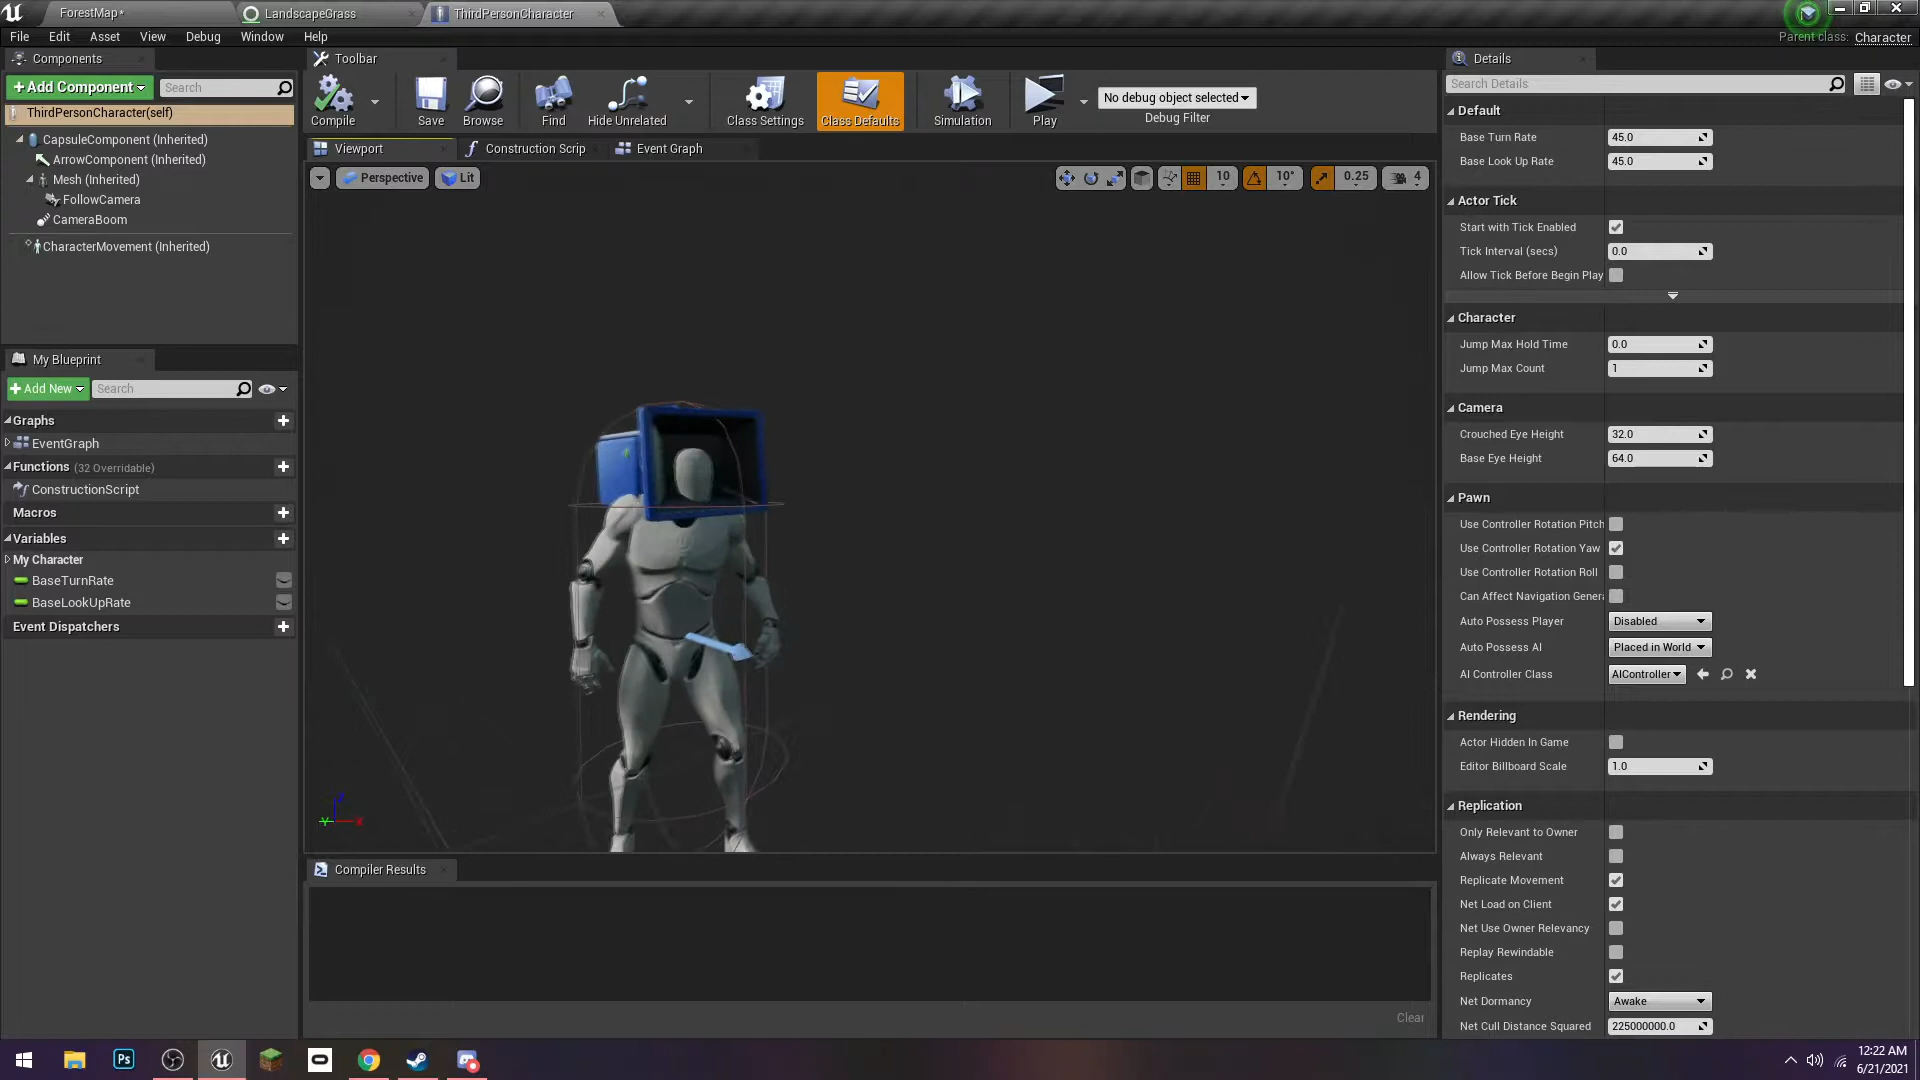 ForestMap*
LandscapeGrass
ThirdPersonCharacter
File Edit Asset View Debug Window Help
Parent class: Character
Components
+ Add Component
Search
ThirdPersonCharacter(self)
CapsuleComponent (Inherited)
ArrowComponent (Inherited)
Mesh (Inherited)
FollowCamera
CameraBoom
CharacterMovement (Inherited)
My Blueprint
+ Add New
Search
Graphs
EventGraph
Functions (32 Overridable)
ConstructionScript
Macros
Variables
My Character
BaseTurnRate
BaseLookUpRate
Event Dispatchers
Toolbar
Compile
Save
Browse
Find
Hide Unrelated
Class Settings
Class Defaults
Simulation
Play
No debug object selected
Debug Filter
Viewport
Construction Scrip
Event Graph
Perspective
Lit
10
10°
0.25
4
Compiler Results
Clear
Details
Search Details
Default
Base Turn Rate 45.0
Base Look Up Rate 45.0
Actor Tick
Start with Tick Enabled
Tick Interval (secs) 0.0
Allow Tick Before Begin Play
Character
Jump Max Hold Time 0.0
Jump Max Count 1
Camera
Crouched Eye Height 32.0
Base Eye Height 64.0
Pawn
Use Controller Rotation Pitch
Use Controller Rotation Yaw
Use Controller Rotation Roll
Can Affect Navigation Genera
Auto Possess Player Disabled
Auto Possess AI Placed in World
AI Controller Class AIController
Rendering
Actor Hidden In Game
Editor Billboard Scale 1.0
Replication
Only Relevant to Owner
Always Relevant
Replicate Movement
Net Load on Client
Net Use Owner Relevancy
Replay Rewindable
Replicates
Net Dormancy Awake
Net Cull Distance Squared 225000000.0
Ps
12:22 AM
6/21/2021